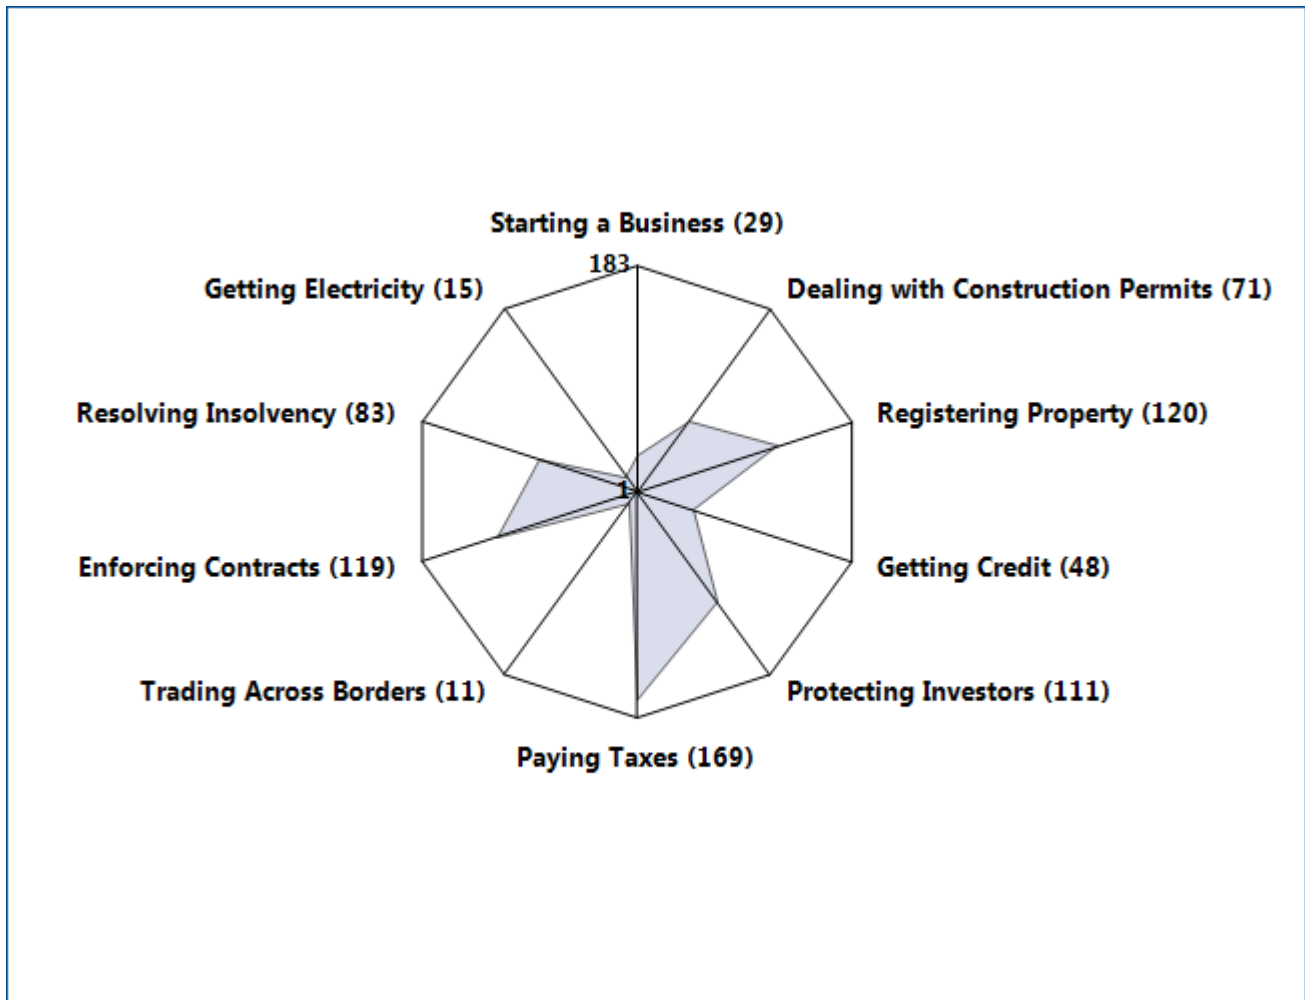 Starting a Business (29)
183
Getting Electricity (15)
Dealing with Construction Permits (71)
Resolving Insolvency (83)
Registering Property (120)
1
Enforcing Contracts (119)
Getting Credit (48)
Trading Across Borders (11)
Protecting Investors (111)
Paying Taxes (169)